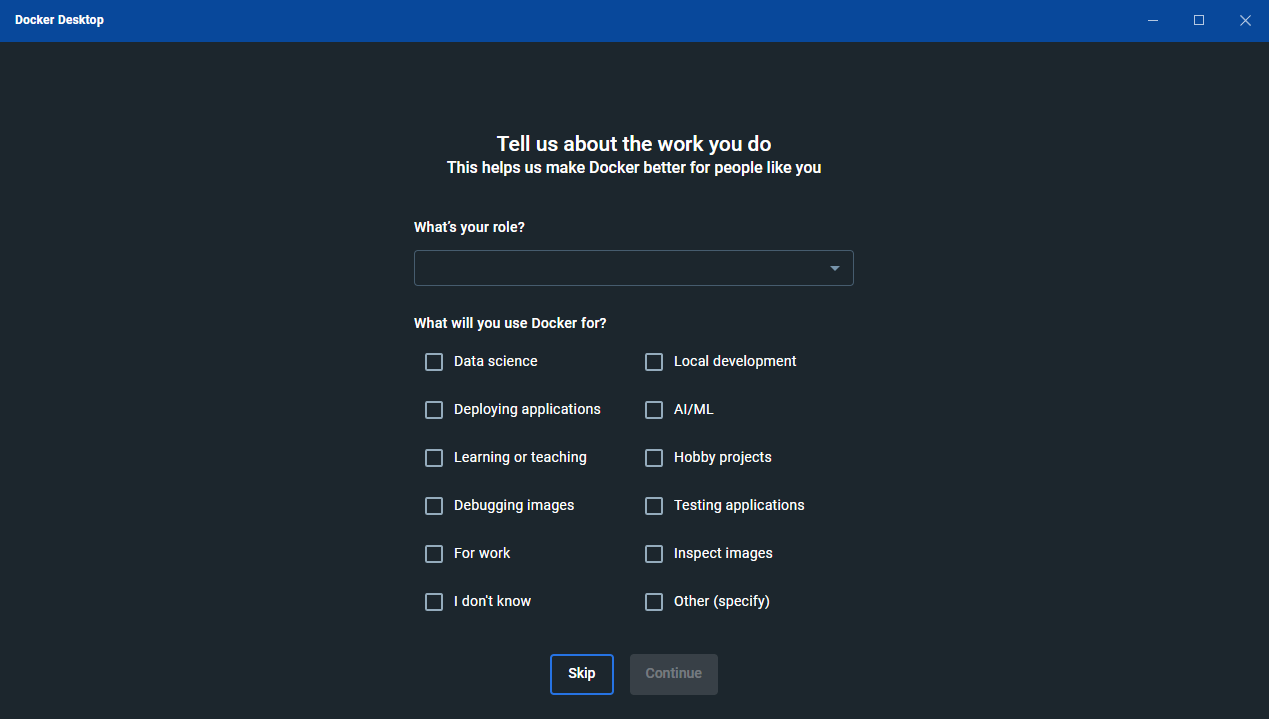 Docker Desktop
Tell us about the work you do
This helps us make Docker better for people like you
What's your role?
What will you use Docker for?
Data science
Local development
Deploying applications
AI/ML
Learning or teaching
Hobby projects
Debugging images
Testing applications
For work
Inspect images
I don't know
Other (specify)
Skip
Continue